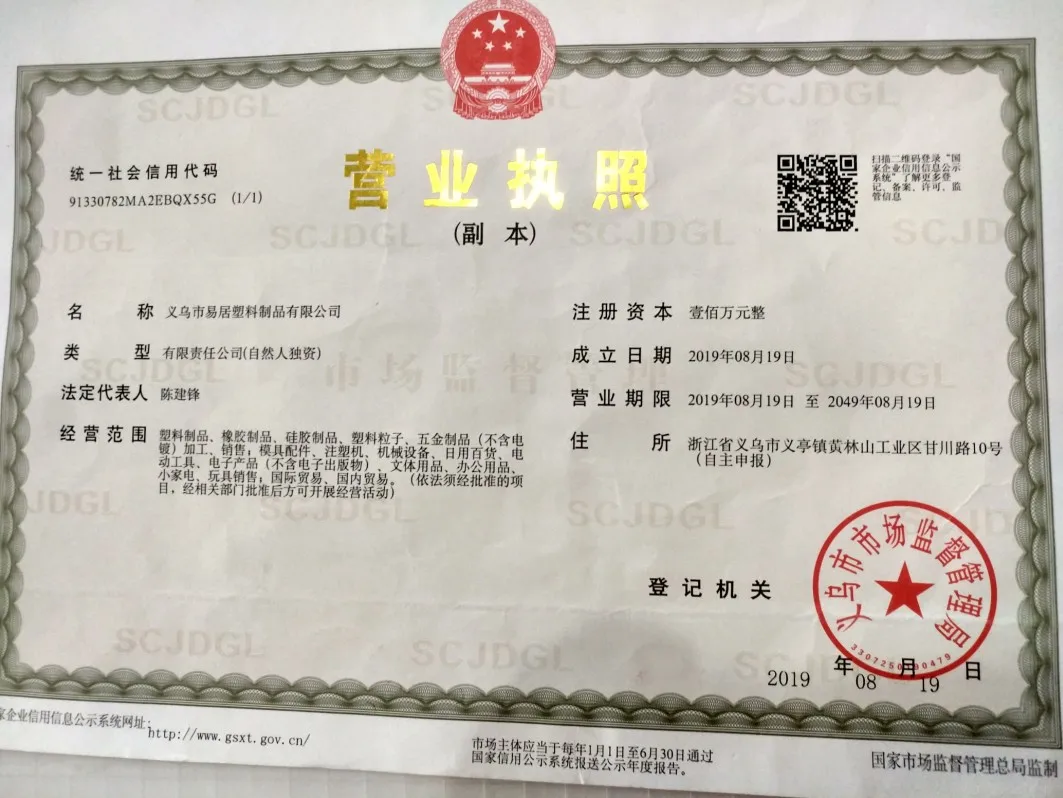 营业执照
(副 本)
统一社会信用代码
91330782MA2EBQX55G (1/1)
扫描二维码登录“国
家企业信用信息公示
系统”了解更多登
记、备案、许可、监
管信息
名 称 义乌市易居塑料制品有限公司
类 型 有限责任公司(自然人独资)
法定代表人 陈建锋
经营范围 塑料制品、橡胶制品、硅胶制品、塑料粒子、五金制品（不含电
镀）加工、销售；模具配件、注塑机、机械设备、日用百货、电
动工具、电子产品（不含电子出版物）、文体用品、办公用品、
小家电、玩具销售；国际贸易、国内贸易。（依法须经批准的项
目，经相关部门批准后方可开展经营活动）
注册资本 壹佰万元整
成立日期 2019年08月19日
营业期限 2019年08月19日 至 2049年08月19日
住 所 浙江省义乌市义亭镇黄林山工业区甘川路10号
（自主申报）
登记机关
义乌市市场监督管理局
2019 年 08 月 19 日
家企业信用信息公示系统网址:
http://www.gsxt.gov.cn/
市场主体应当于每年1月1日至6月30日通过
国家信用公示系统报送公示年度报告。
国家市场监督管理总局监制
SCJDGL
市场监督管理